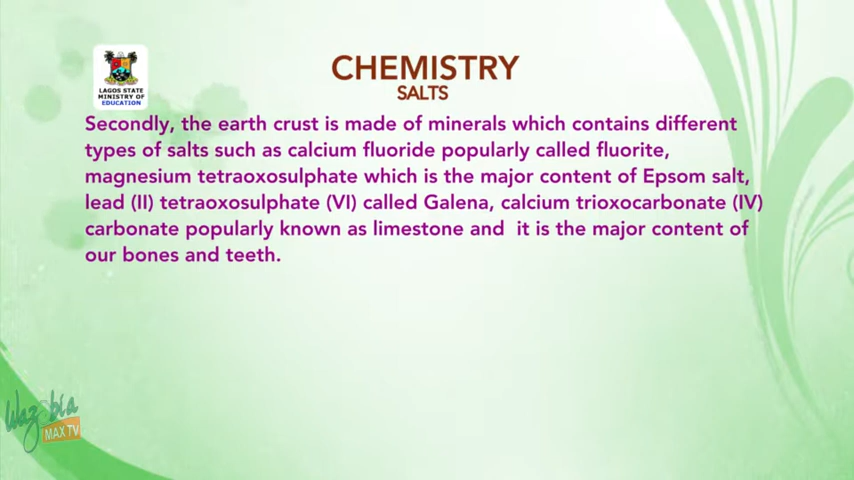 LAGOS STATE
MINISTRY OF
EDUCATION
CHEMISTRY
SALTS
Secondly, the earth crust is made of minerals which contains different
types of salts such as calcium fluoride popularly called fluorite,
magnesium tetraoxosulphate which is the major content of Epsom salt,
lead (II) tetraoxosulphate (VI) called Galena, calcium trioxocarbonate (IV)
carbonate popularly known as limestone and  it is the major content of
our bones and teeth.
Wazobia
MAX TV